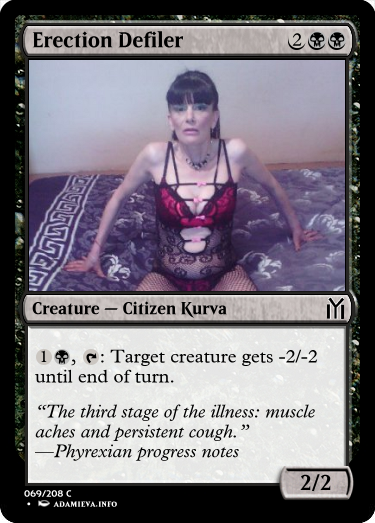 Erection Defiler 2
Creature — Citizen Kurva
1, : Target creature gets -2/-2
until end of turn.
“The third stage of the illness: muscle
aches and persistent cough.”
—Phyrexian progress notes
2/2
069/208 C
• ADAMIEVA.INFO